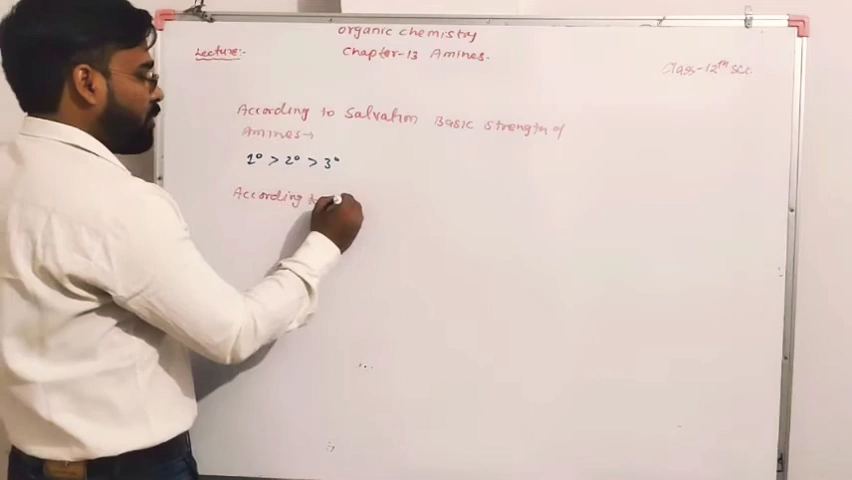 organic chemistry
Lecture:-
Chapter-13 Amines.
Class-12th sci.
According to Salvation Basic strength of
Amines→
1° > 2° > 3°
According to